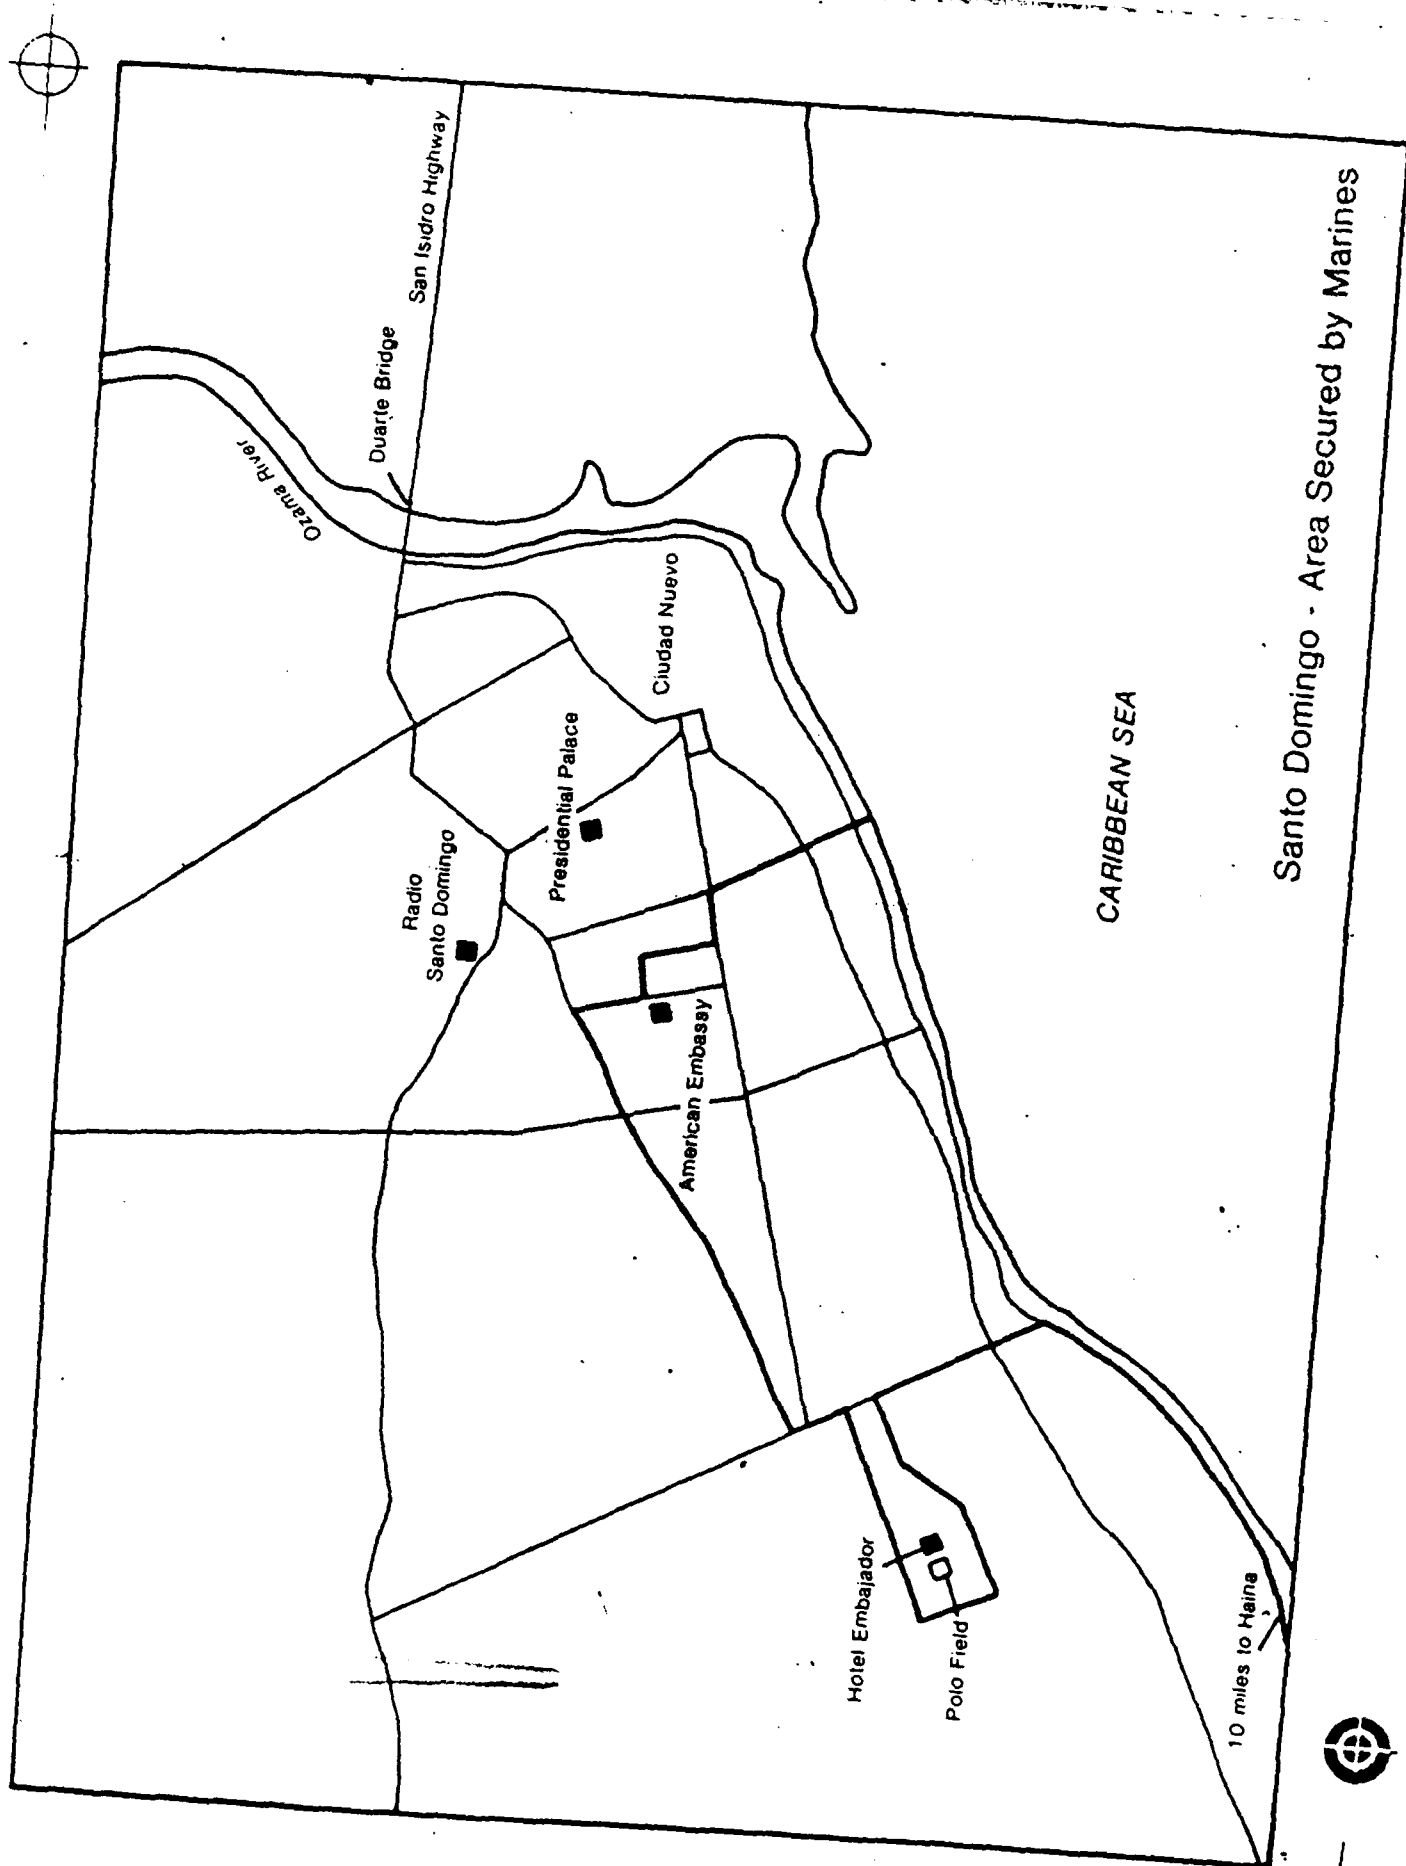 San Isidro Highway
Duarte Bridge
Ozama River
Ciudad Nuevo
Presidential Palace
Radio
Santo Domingo
American Embasay
Hotel Embajador
Polo Field
10 miles to Haina
CARIBBEAN SEA
Santo Domingo - Area Secured by Marines